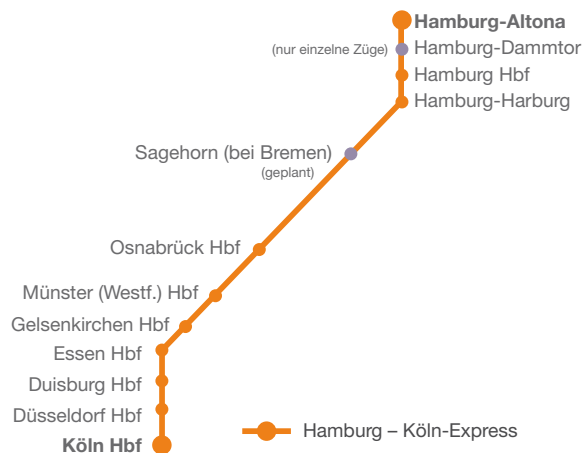 Hamburg-Altona
(nur einzelne Züge) Hamburg-Dammtor
Hamburg Hbf
Hamburg-Harburg
Sagehorn (bei Bremen)
(geplant)
Osnabrück Hbf
Münster (Westf.) Hbf
Gelsenkirchen Hbf
Essen Hbf
Duisburg Hbf
Düsseldorf Hbf
Köln Hbf
Hamburg – Köln-Express